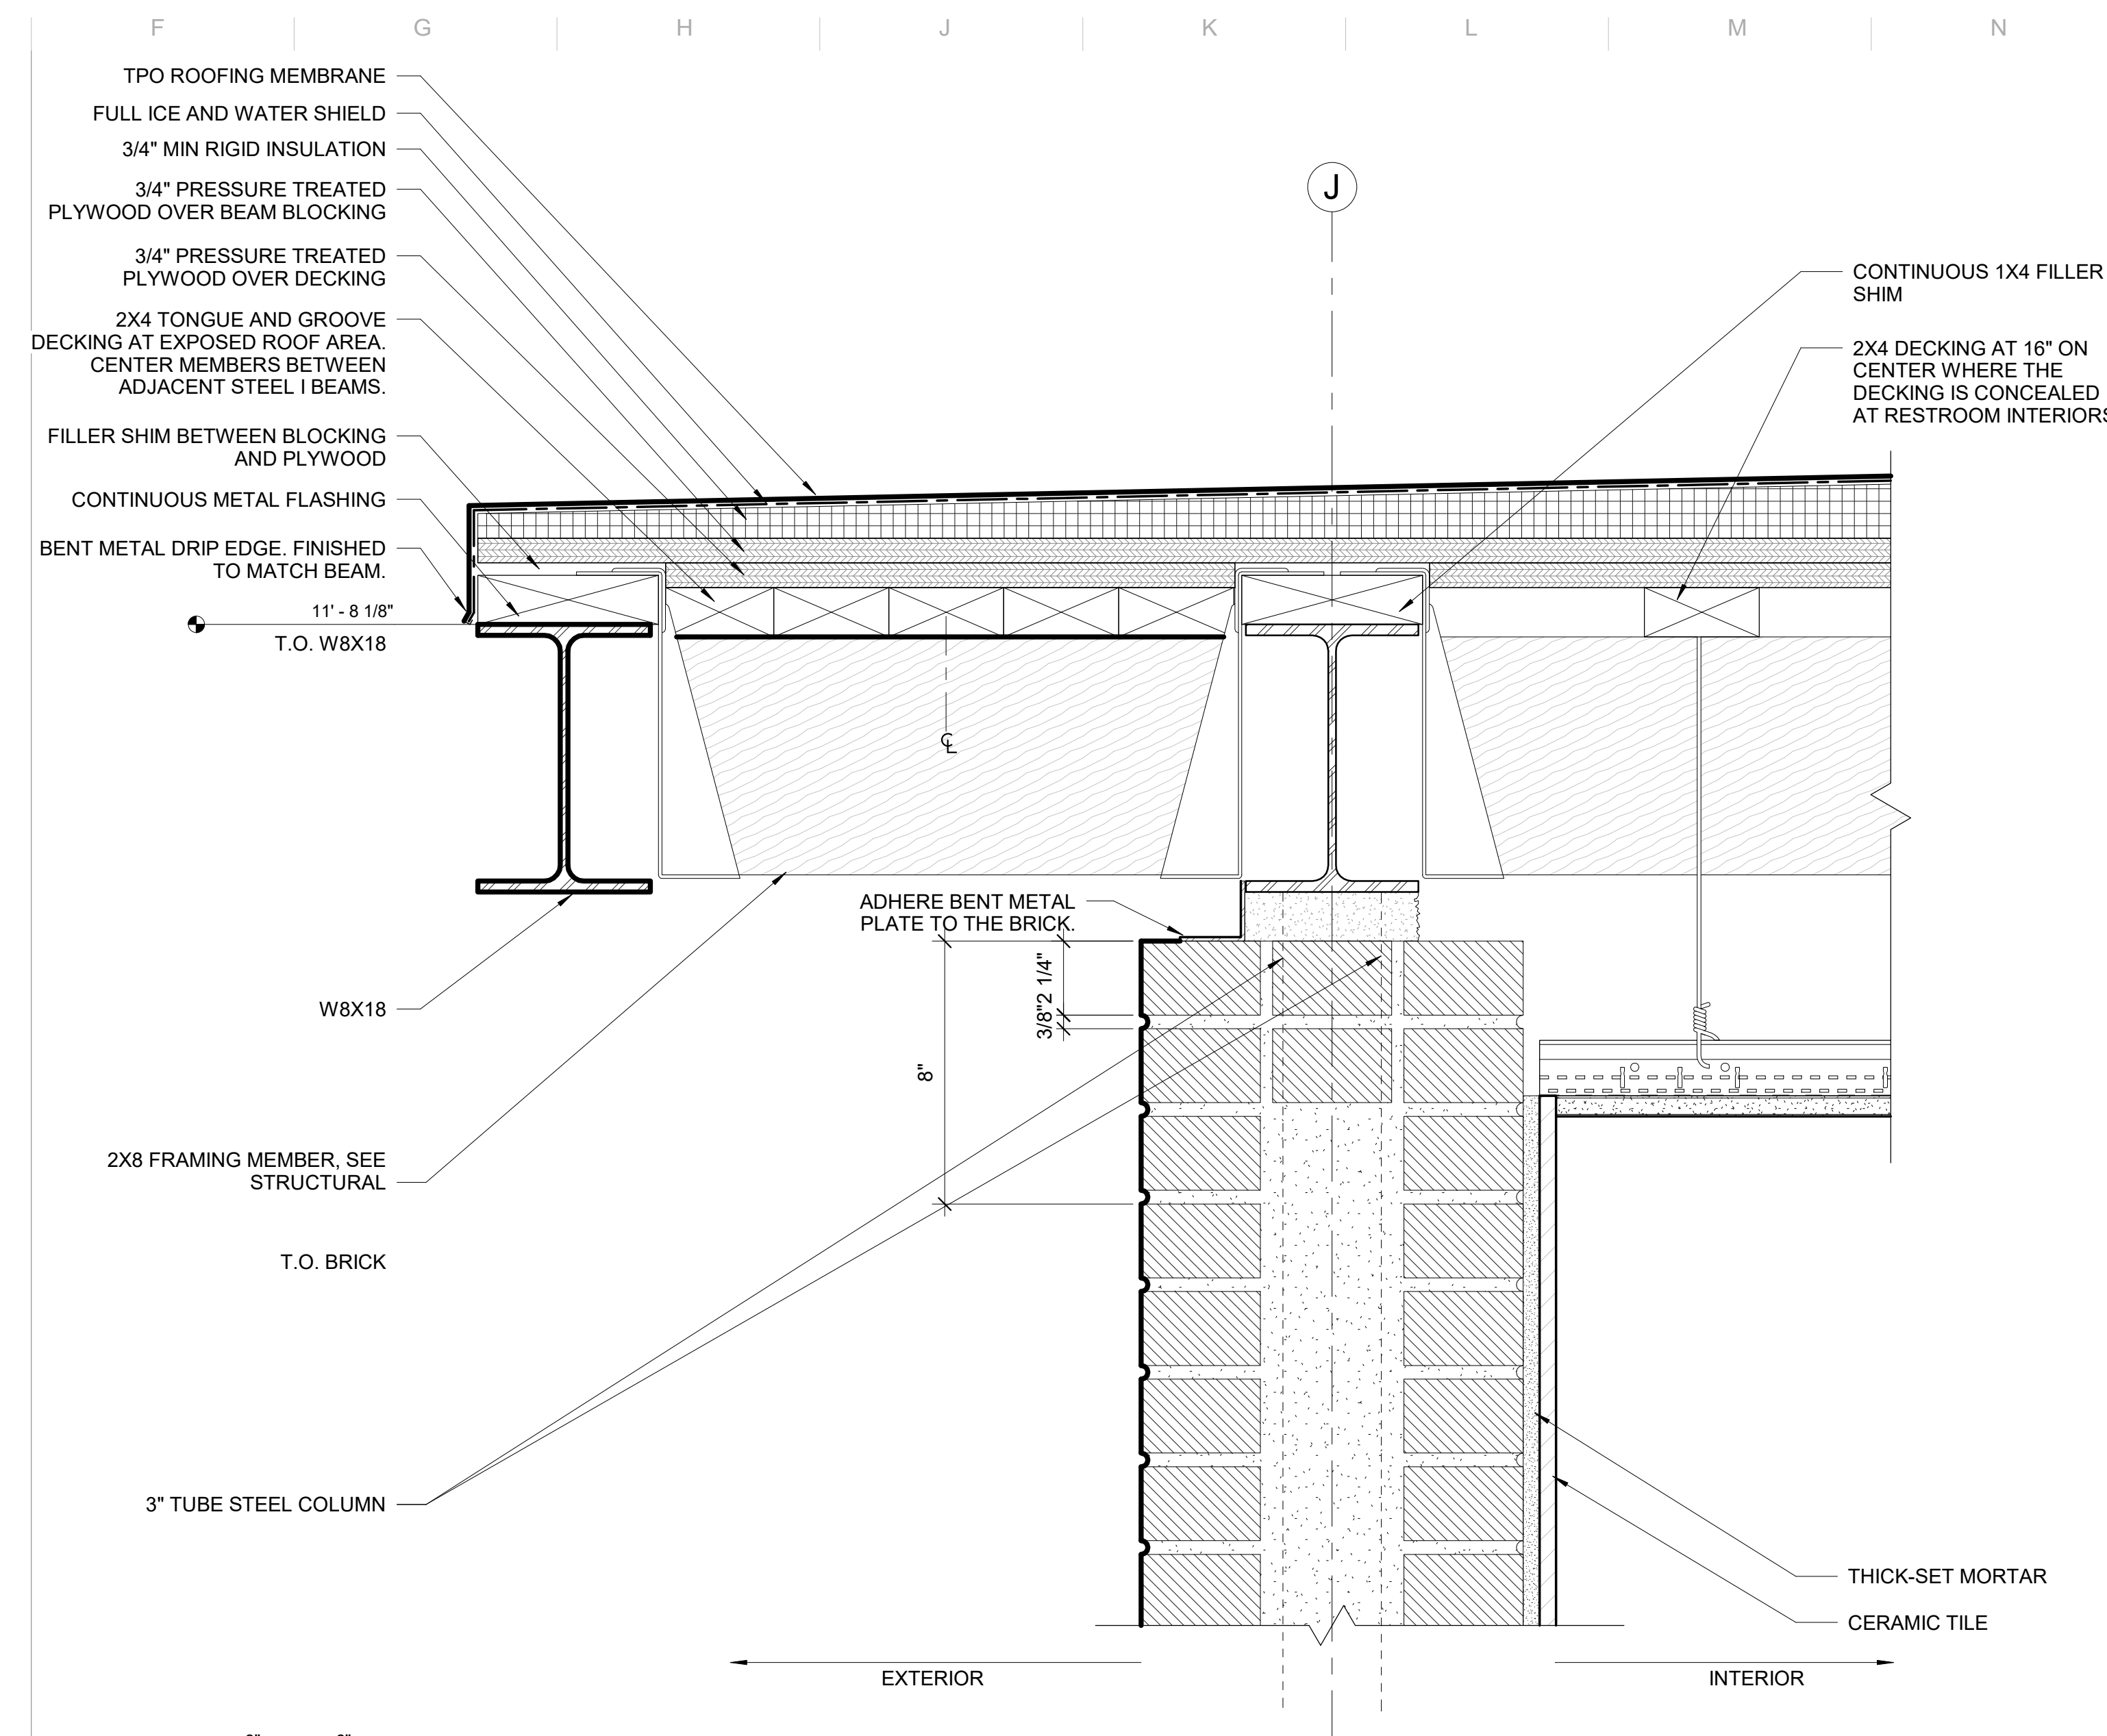 F
G
H
J
K
L
M
N
TPO ROOFING MEMBRANE
FULL ICE AND WATER SHIELD
3/4" MIN RIGID INSULATION
3/4" PRESSURE TREATED
PLYWOOD OVER BEAM BLOCKING
3/4" PRESSURE TREATED
PLYWOOD OVER DECKING
2X4 TONGUE AND GROOVE
DECKING AT EXPOSED ROOF AREA.
CENTER MEMBERS BETWEEN
ADJACENT STEEL I BEAMS.
FILLER SHIM BETWEEN BLOCKING
AND PLYWOOD
CONTINUOUS METAL FLASHING
BENT METAL DRIP EDGE. FINISHED
TO MATCH BEAM.
11' - 8 1/8"
T.O. W8X18
J
CONTINUOUS 1X4 FILLER
SHIM
2X4 DECKING AT 16" ON
CENTER WHERE THE
DECKING IS CONCEALED
AT RESTROOM INTERIORS
℄
ADHERE BENT METAL
PLATE TO THE BRICK.
2 1/4"
3/8"
8"
W8X18
2X8 FRAMING MEMBER, SEE
STRUCTURAL
T.O. BRICK
3" TUBE STEEL COLUMN
THICK-SET MORTAR
CERAMIC TILE
EXTERIOR
INTERIOR